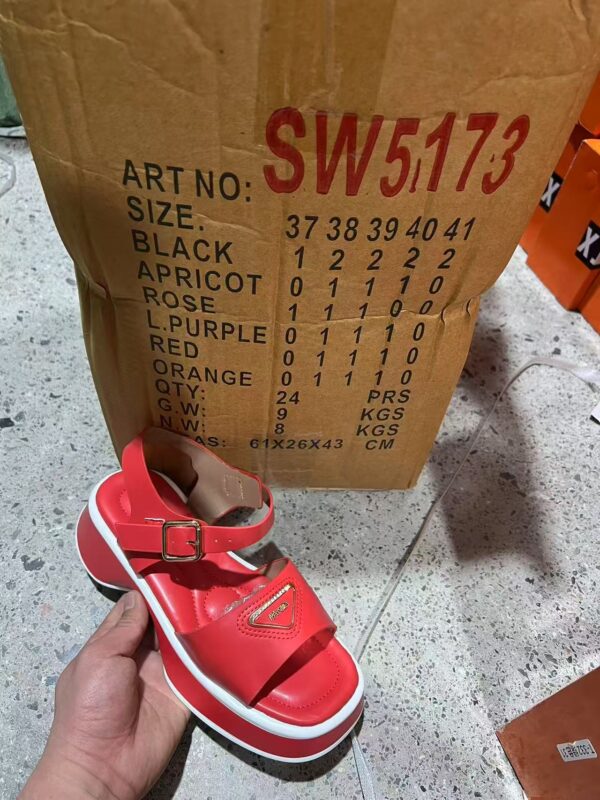 ART NO: SW5173
SIZE. 37 38 39 40 41
BLACK 1 2 2 2 2
APRICOT 0 1 1 1 0
ROSE 1 1 1 0 0
L.PURPLE 0 1 1 1 0
RED 0 1 1 1 0
ORANGE 0 1 1 1 0
QTY: 24 PRS
G.W: 9 KGS
N.W: 8 KGS
AS: 61X26X43 CM
X
XJ